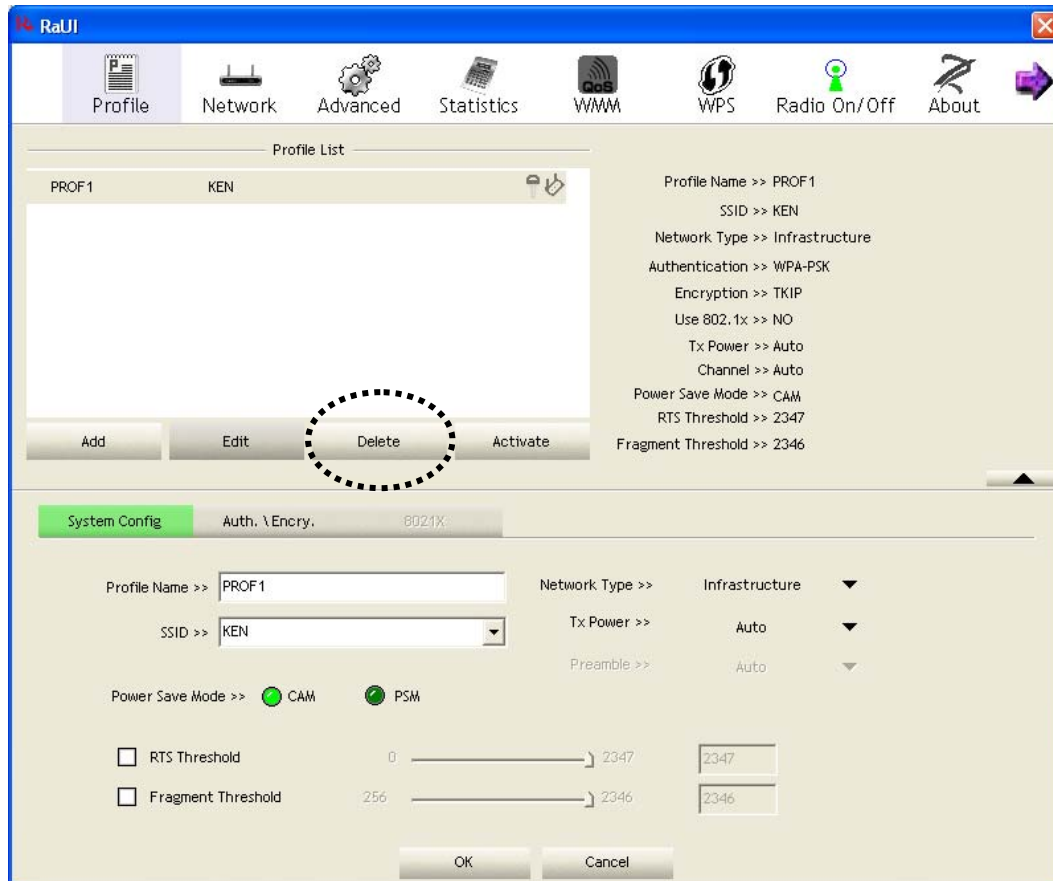 RaUI
Profile Network Advanced Statistics QoS WMM WPS Radio On/Off About
Profile List
PROF1 KEN
Add Edit Delete Activate
Profile Name >> PROF1
SSID >> KEN
Network Type >> Infrastructure
Authentication >> WPA-PSK
Encryption >> TKIP
Use 802.1x >> NO
Tx Power >> Auto
Channel >> Auto
Power Save Mode >> CAM
RTS Threshold >> 2347
Fragment Threshold >> 2346
System Config Auth. \ Encry. 8021X
Profile Name >> PROF1
SSID >> KEN
Network Type >> Infrastructure
Tx Power >> Auto
Preamble >> Auto
Power Save Mode >> CAM PSM
RTS Threshold 0 2347 2347
Fragment Threshold 256 2346 2346
OK Cancel